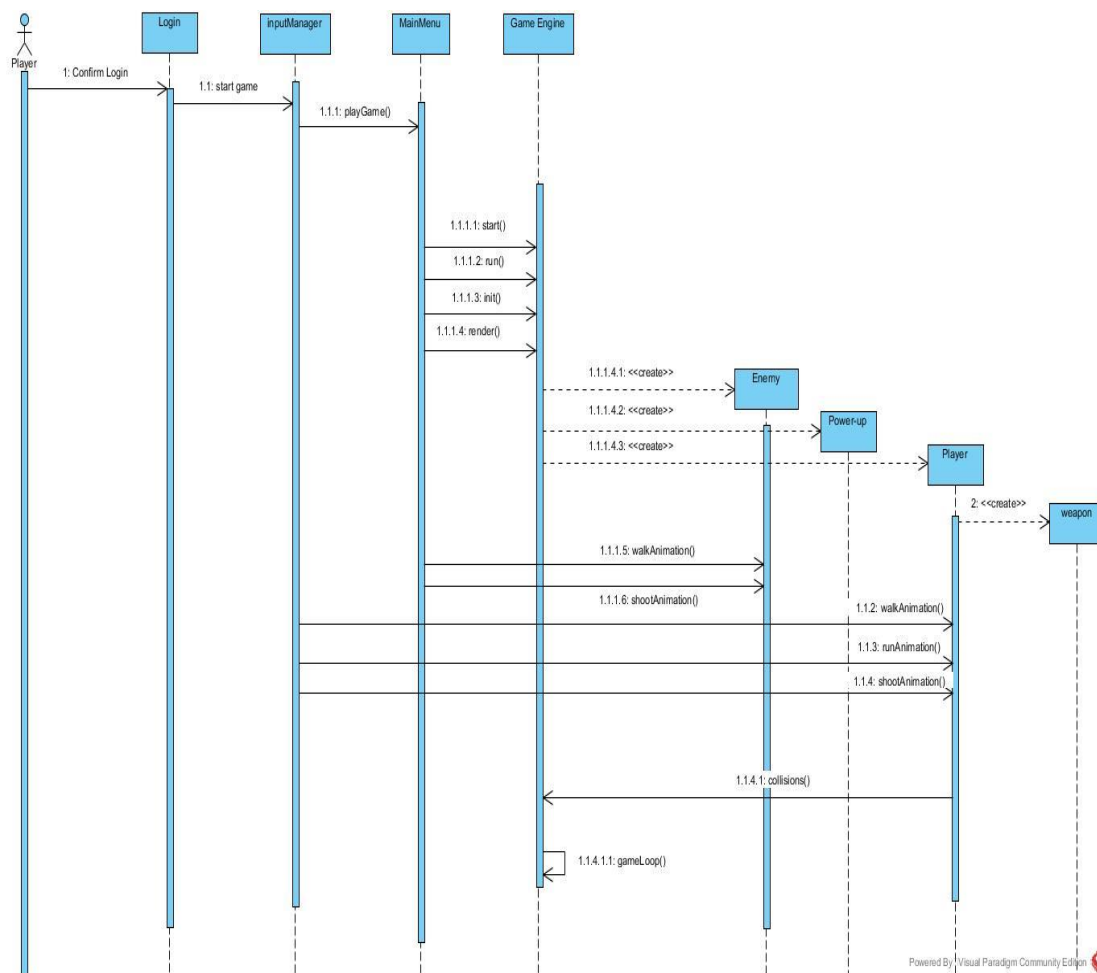 Login
inputManager
MainMenu
Game Engine
Player
1: Confirm Login
1.1: start game
1.1.1: playGame()
1.1.1.1: start()
1.1.1.2: run()
1.1.1.3: init()
1.1.1.4: render()
1.1.1.4.1: <<create>>
Enemy
1.1.1.4.2: <<create>>
Power-up
1.1.1.4.3: <<create>>
Player
2: <<create>>
weapon
1.1.1.5: walkAnimation()
1.1.1.6: shootAnimation()
1.1.2: walkAnimation()
1.1.3: runAnimation()
1.1.4: shootAnimation()
1.1.4.1: collisions()
1.1.4.1.1: gameLoop()
Powered By Visual Paradigm Community Edition